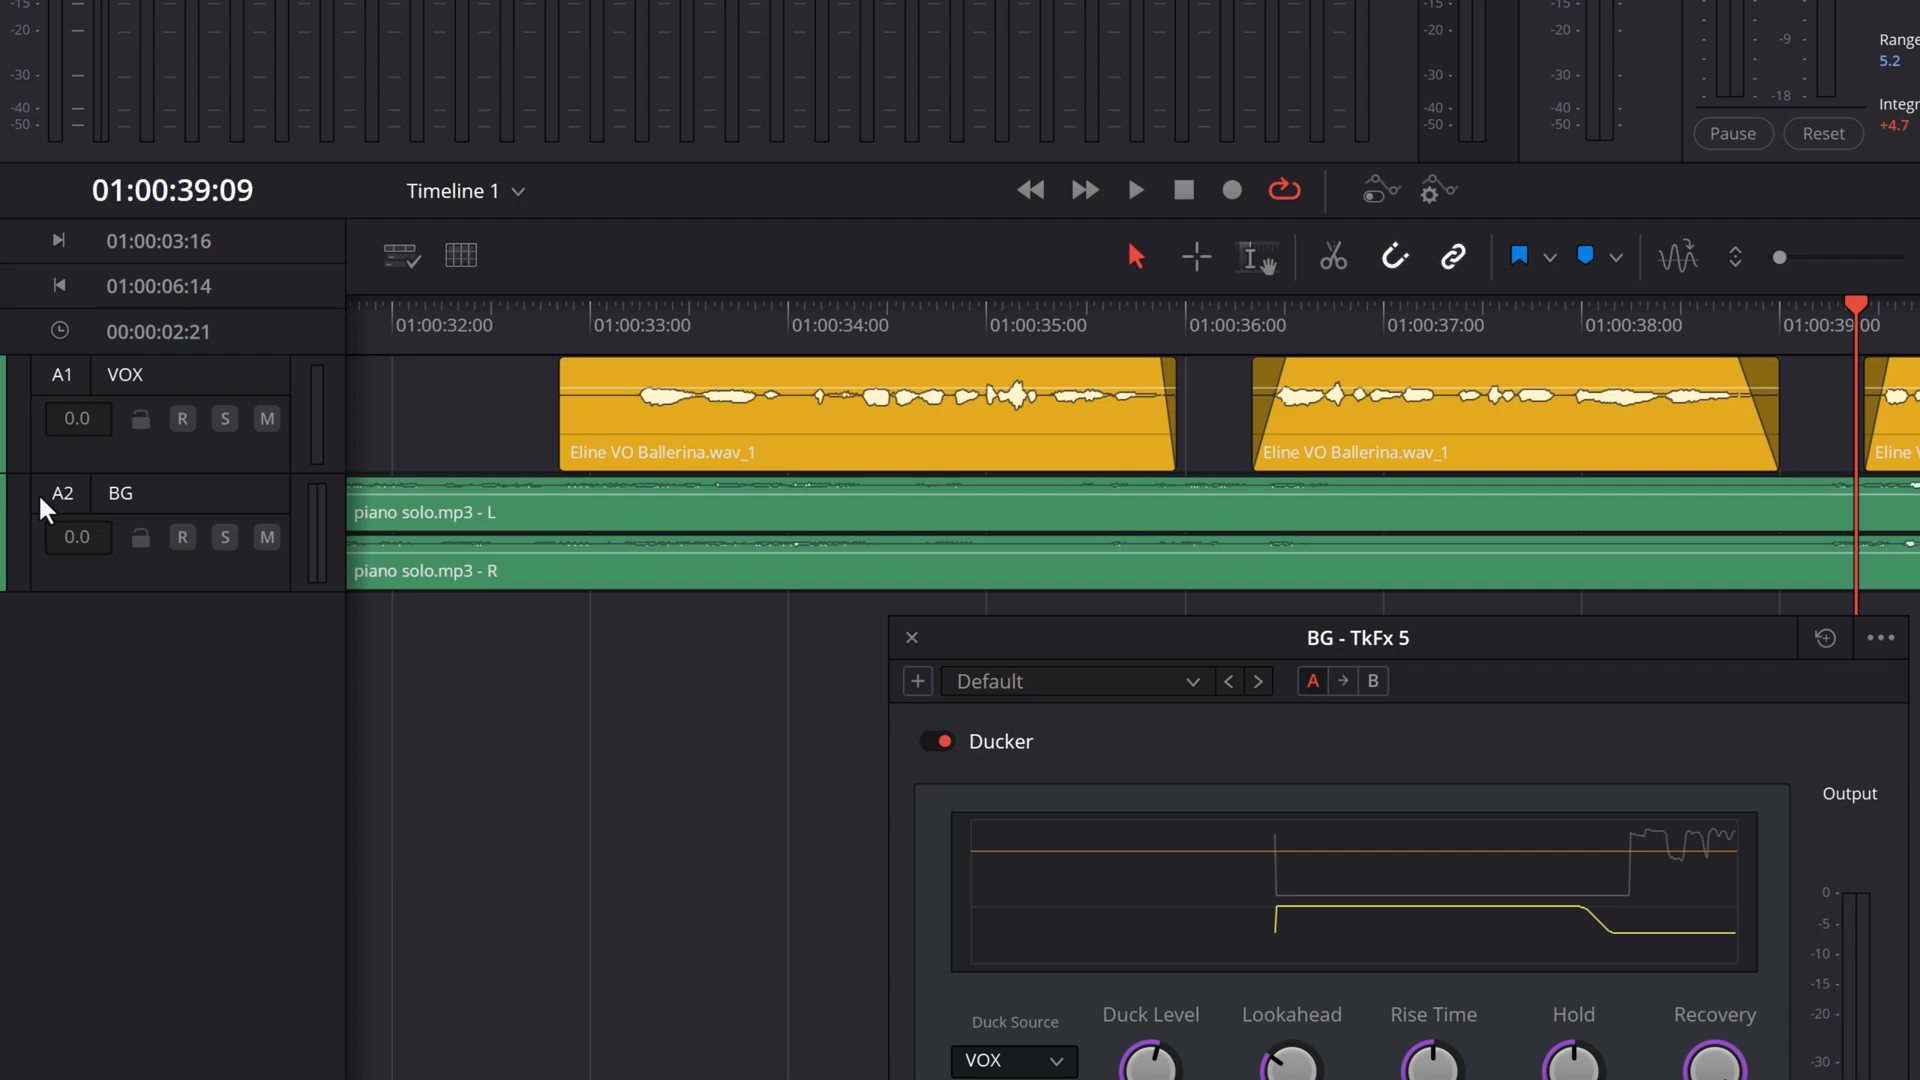 -15 -
-20 -
-30 -
-40 -
-50 -
-15 -
-20 -
-30 -
-40 -
-50 -
-15 -
-20 -
-30 -
-40 -
-50 -
-9
-18
Range
5.2
Integr
+4.7
Pause
Reset
01:00:39:09
Timeline 1
01:00:03:16
01:00:06:14
00:00:02:21
01:00:32:00
01:00:33:00
01:00:34:00
01:00:35:00
01:00:36:00
01:00:37:00
01:00:38:00
01:00:39:00
A1 VOX
0.0 R S M
Eline VO Ballerina.wav_1
Eline VO Ballerina.wav_1
Eline V
A2 BG
0.0 R S M
piano solo.mp3 - L
piano solo.mp3 - R
BG - TkFx 5
Default
A
B
Ducker
Output
0 -
-5 -
-10 -
-15 -
-20 -
-30 -
Duck Source
VOX
Duck Level
Lookahead
Rise Time
Hold
Recovery